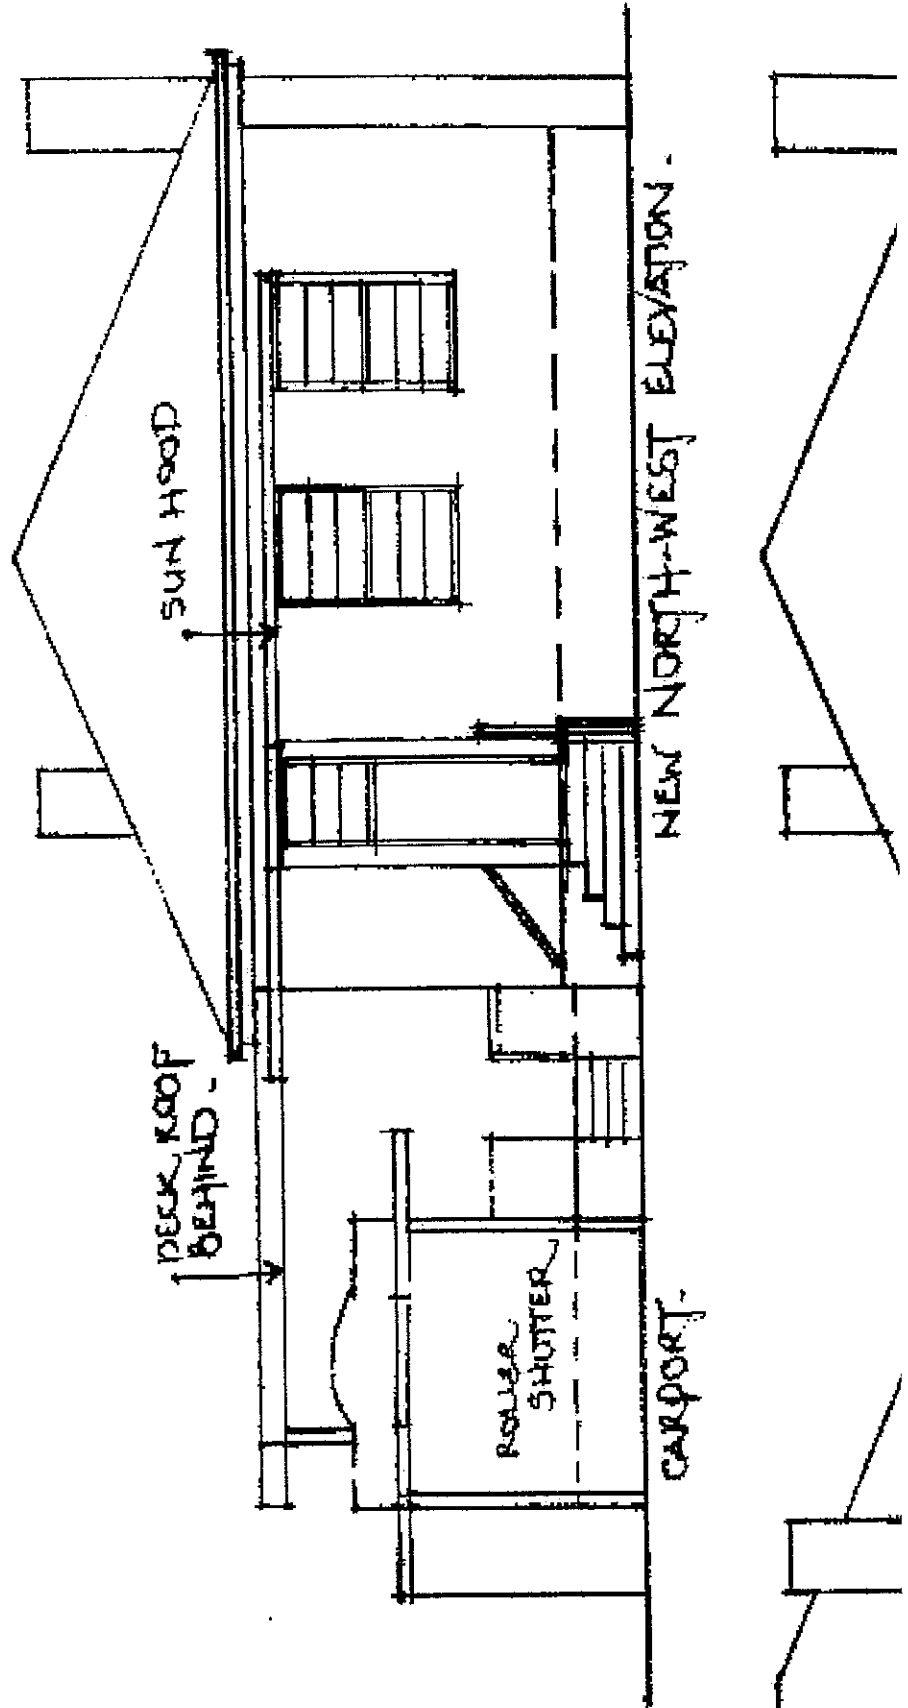 DECK ROOF
BEHIND.
SUN HOOD
ROLLER
SHUTTER
CARPORT.
NEW NORTH-WEST ELEVATION.